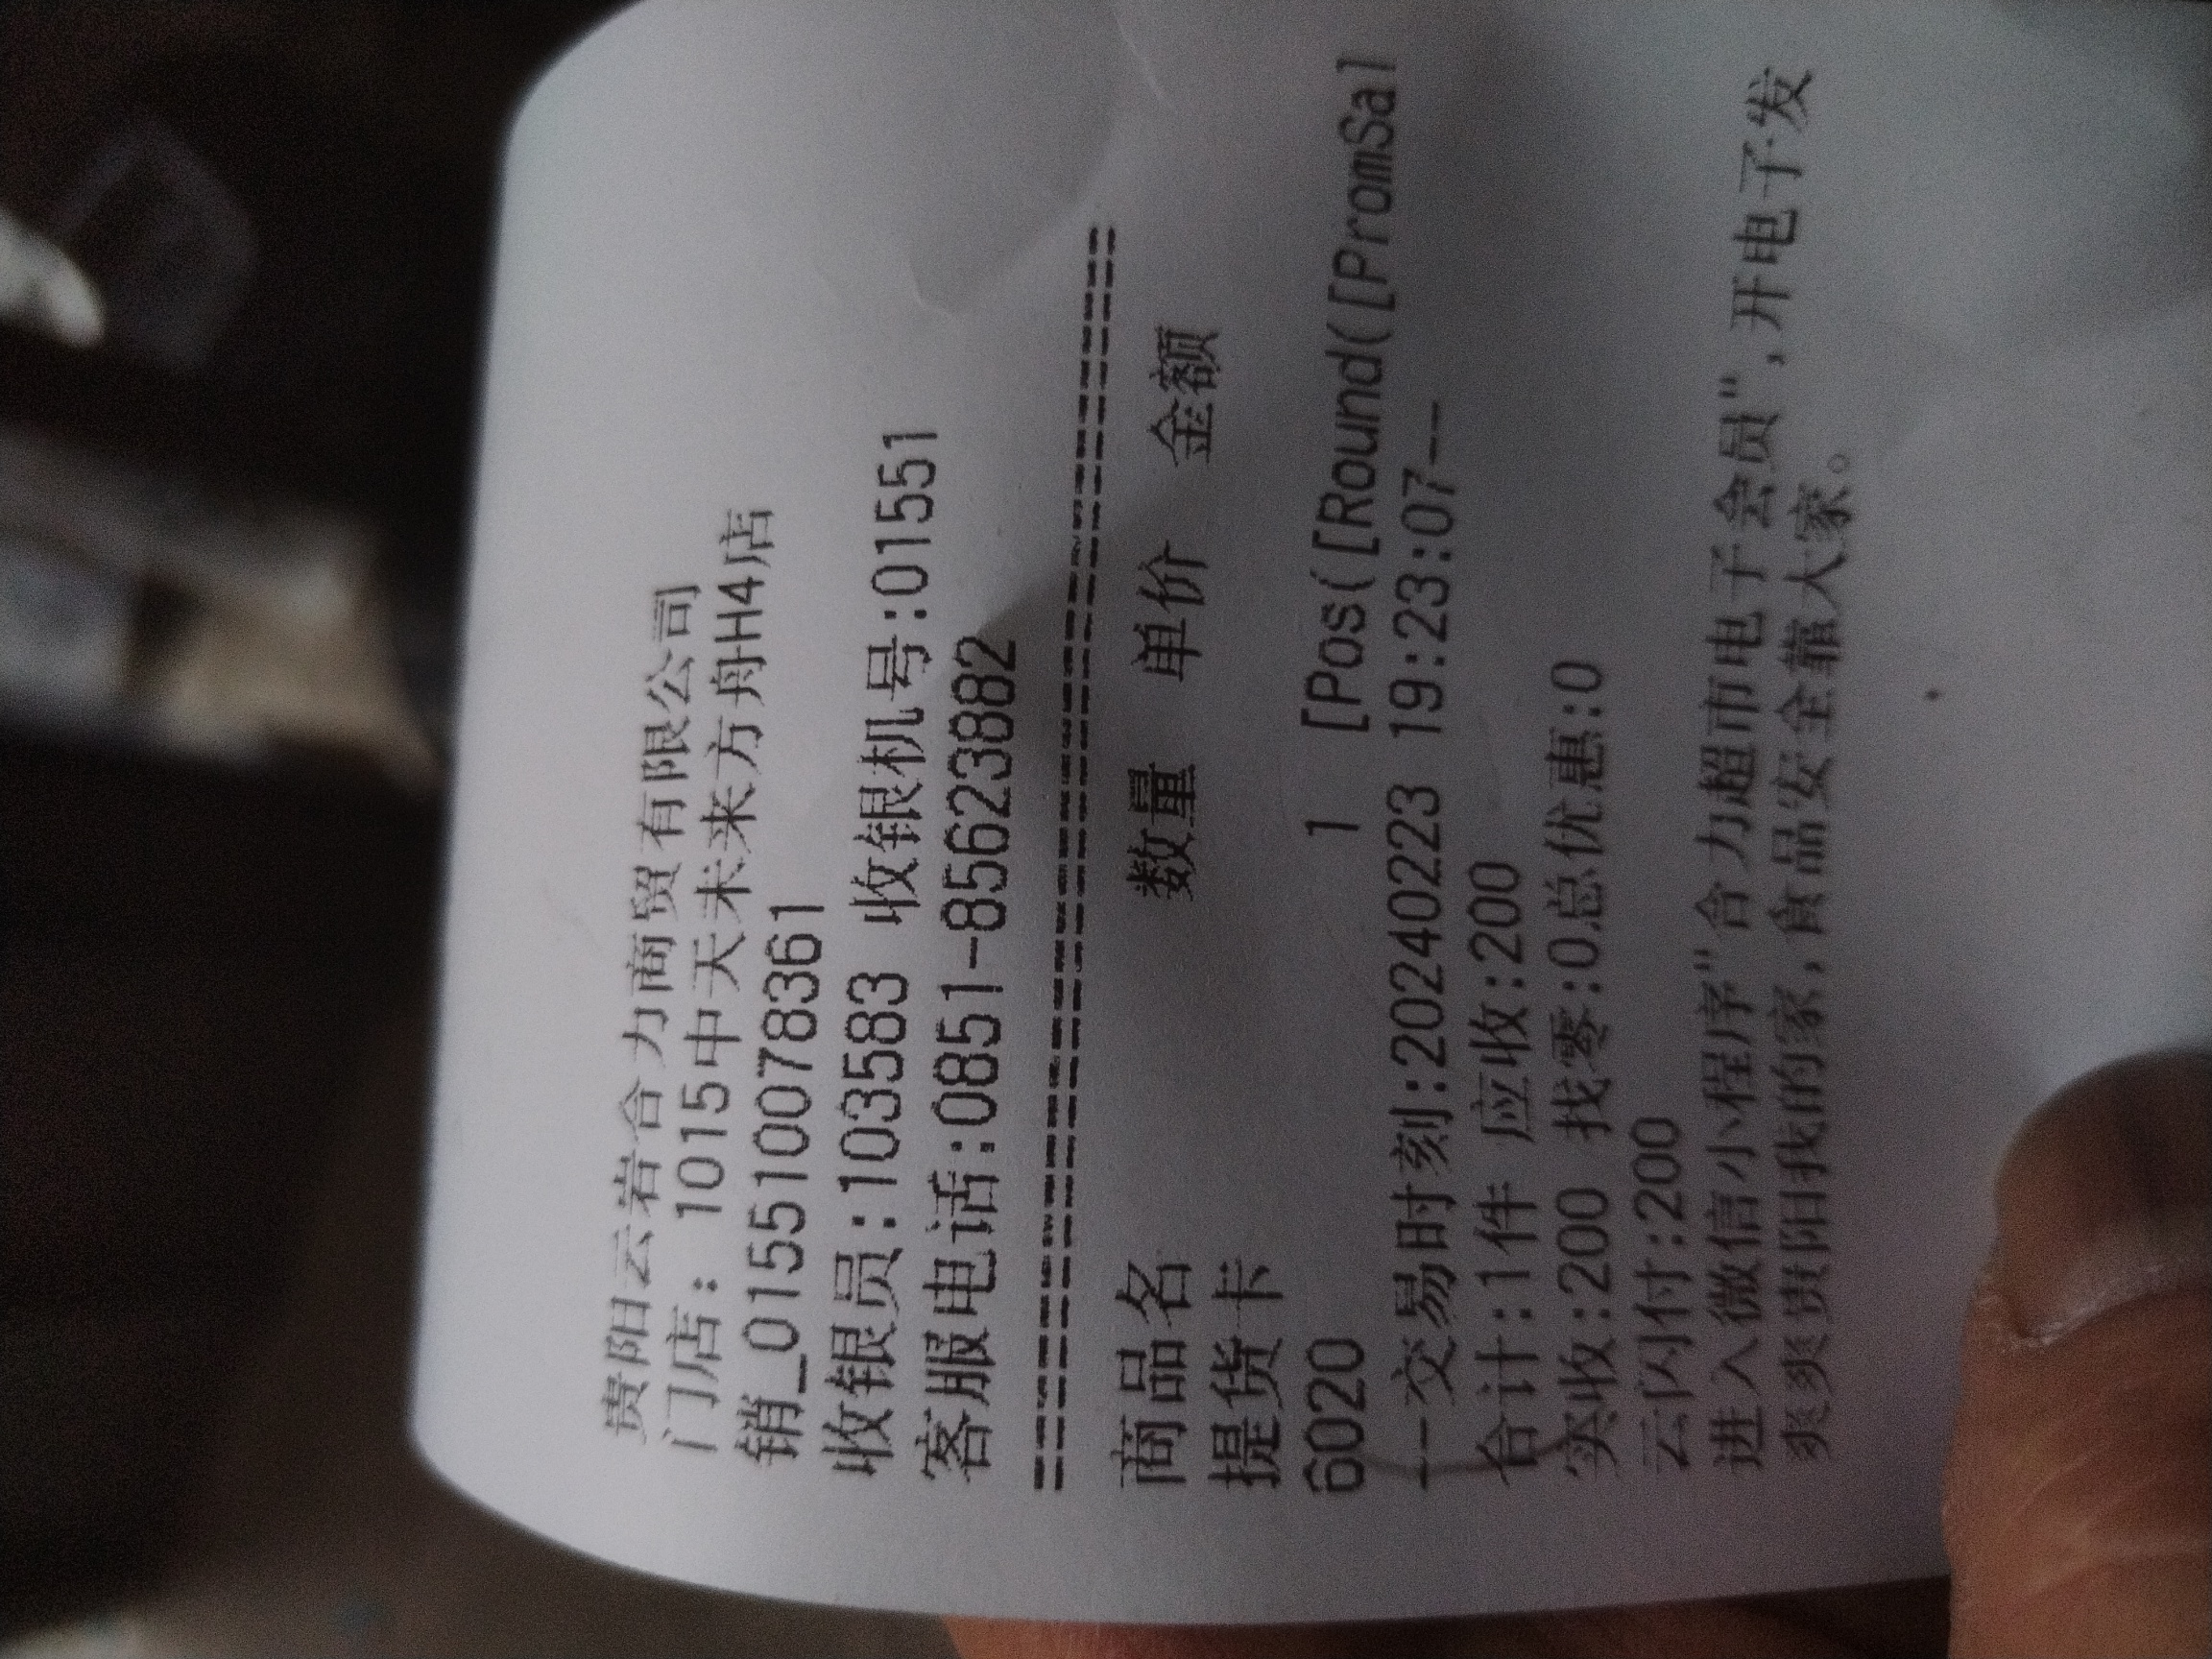 贵阳云岩合力商贸有限公司
门店: 1015中天未来方舟H4店
销_015510078361
收银员:103583 收银机号:01551
客服电话:0851-85623882
========================================
商品名 数量 单价 金额
提货卡
6020 1 [Pos([Round([PromSal
--交易时刻:20240223 19:23:07--
合计:1件 应收:200
实收:200 找零:0总优惠:0
云闪付:200
进入微信小程序"合力超市电子会员",开电子发
爽爽贵阳我的家,食品安全靠大家。